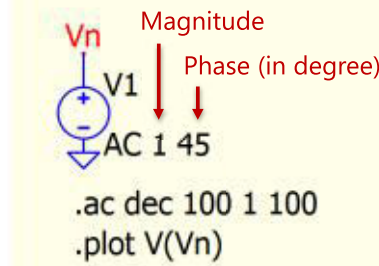 Magnitude
Vn
Phase (in degree)
V1
AC 1 45
.ac dec 100 1 100
.plot V(Vn)